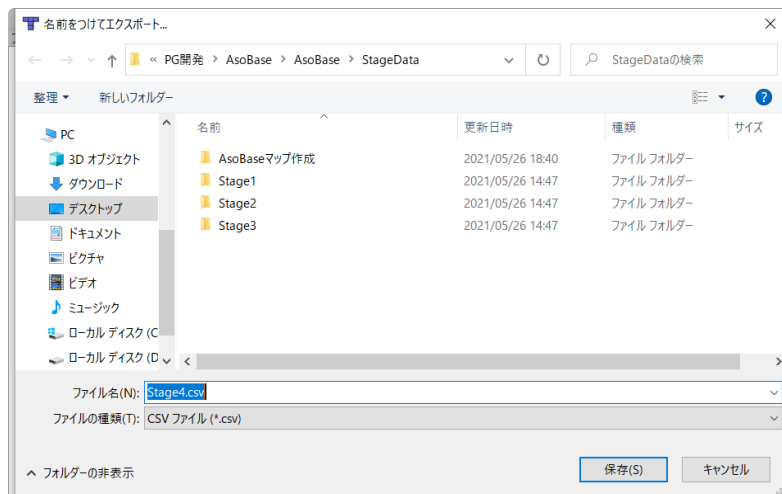 名前をつけてエクスポート...
« PG開発 > AsoBase > AsoBase > StageData
StageDataの検索
整理
新しいフォルダー
PC
3D オブジェクト
ダウンロード
デスクトップ
ドキュメント
ピクチャ
ビデオ
ミュージック
ローカル ディスク (C
ローカル ディスク (D
名前 更新日時 種類 サイズ
AsoBaseマップ作成 2021/05/26 18:40 ファイル フォルダー
Stage1 2021/05/26 14:47 ファイル フォルダー
Stage2 2021/05/26 14:47 ファイル フォルダー
Stage3 2021/05/26 14:47 ファイル フォルダー
ファイル名(N): Stage4.csv
ファイルの種類(T): CSV ファイル (*.csv)
フォルダーの非表示
保存(S)
キャンセル